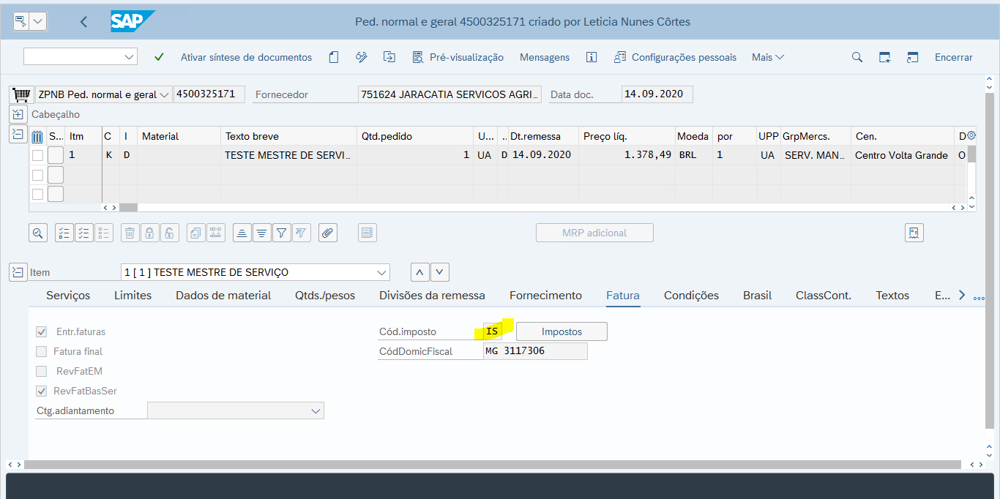 SAP
Ped. normal e geral 4500325171 criado por Leticia Nunes Côrtes
Ativar síntese de documentos Pré-visualização Mensagens Configurações pessoais Mais Encerrar
ZPNB Ped. normal e geral 4500325171 Fornecedor 751624 JARACATIA SERVICOS AGRI... Data doc. 14.09.2020
Cabeçalho
S... Itm C I Material Texto breve Qtd.pedido U... .. Dt.remessa Preço líq. Moeda por UPP GrpMercs. Cen. D
1 K D TESTE MESTRE DE SERVI... 1 UA D 14.09.2020 1.378,49 BRL 1 UA SERV. MAN... Centro Volta Grande O
MRP adicional
Item 1 [ 1 ] TESTE MESTRE DE SERVIÇO
Serviços Limites Dados de material Qtds./pesos Divisões da remessa Fornecimento Fatura Condições Brasil ClassCont. Textos E...
Entr.faturas Cód.imposto IS Impostos
Fatura final CódDomicFiscal MG 3117306
RevFatEM
RevFatBasSer
Ctg.adiantamento